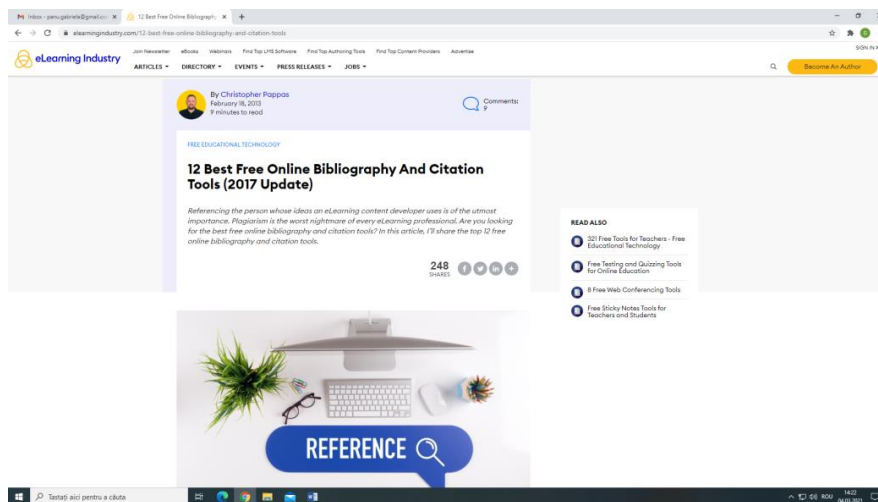 12 Best Free Online Bibliography
elearningindustry.com/12-best-free-online-bibliography-and-citation-tools
SIGN IN
Join Newsletter eBooks Webinars Find Top LMS Software Find Top Authoring Tools Find Top Content Providers Advertise
eLearning Industry
ARTICLES DIRECTORY EVENTS PRESS RELEASES JOBS
Become An Author
By Christopher Pappas
February 18, 2013
9 minutes to read
Comments:
9
FREE EDUCATIONAL TECHNOLOGY
12 Best Free Online Bibliography And Citation
Tools (2017 Update)
Referencing the person whose ideas an eLearning content developer uses is of the utmost
importance. Plagiarism is the worst nightmare of every eLearning professional. Are you looking
for the best free online bibliography and citation tools? In this article, I'll share the top 12 free
online bibliography and citation tools.
248
SHARES
READ ALSO
321 Free Tools for Teachers - Free
Educational Technology
Free Testing and Quizzing Tools
for Online Education
8 Free Web Conferencing Tools
Free Sticky Notes Tools for
Teachers and Students
REFERENCE
Tastați aici pentru a căuta
ROU
14:22
04.03.2021